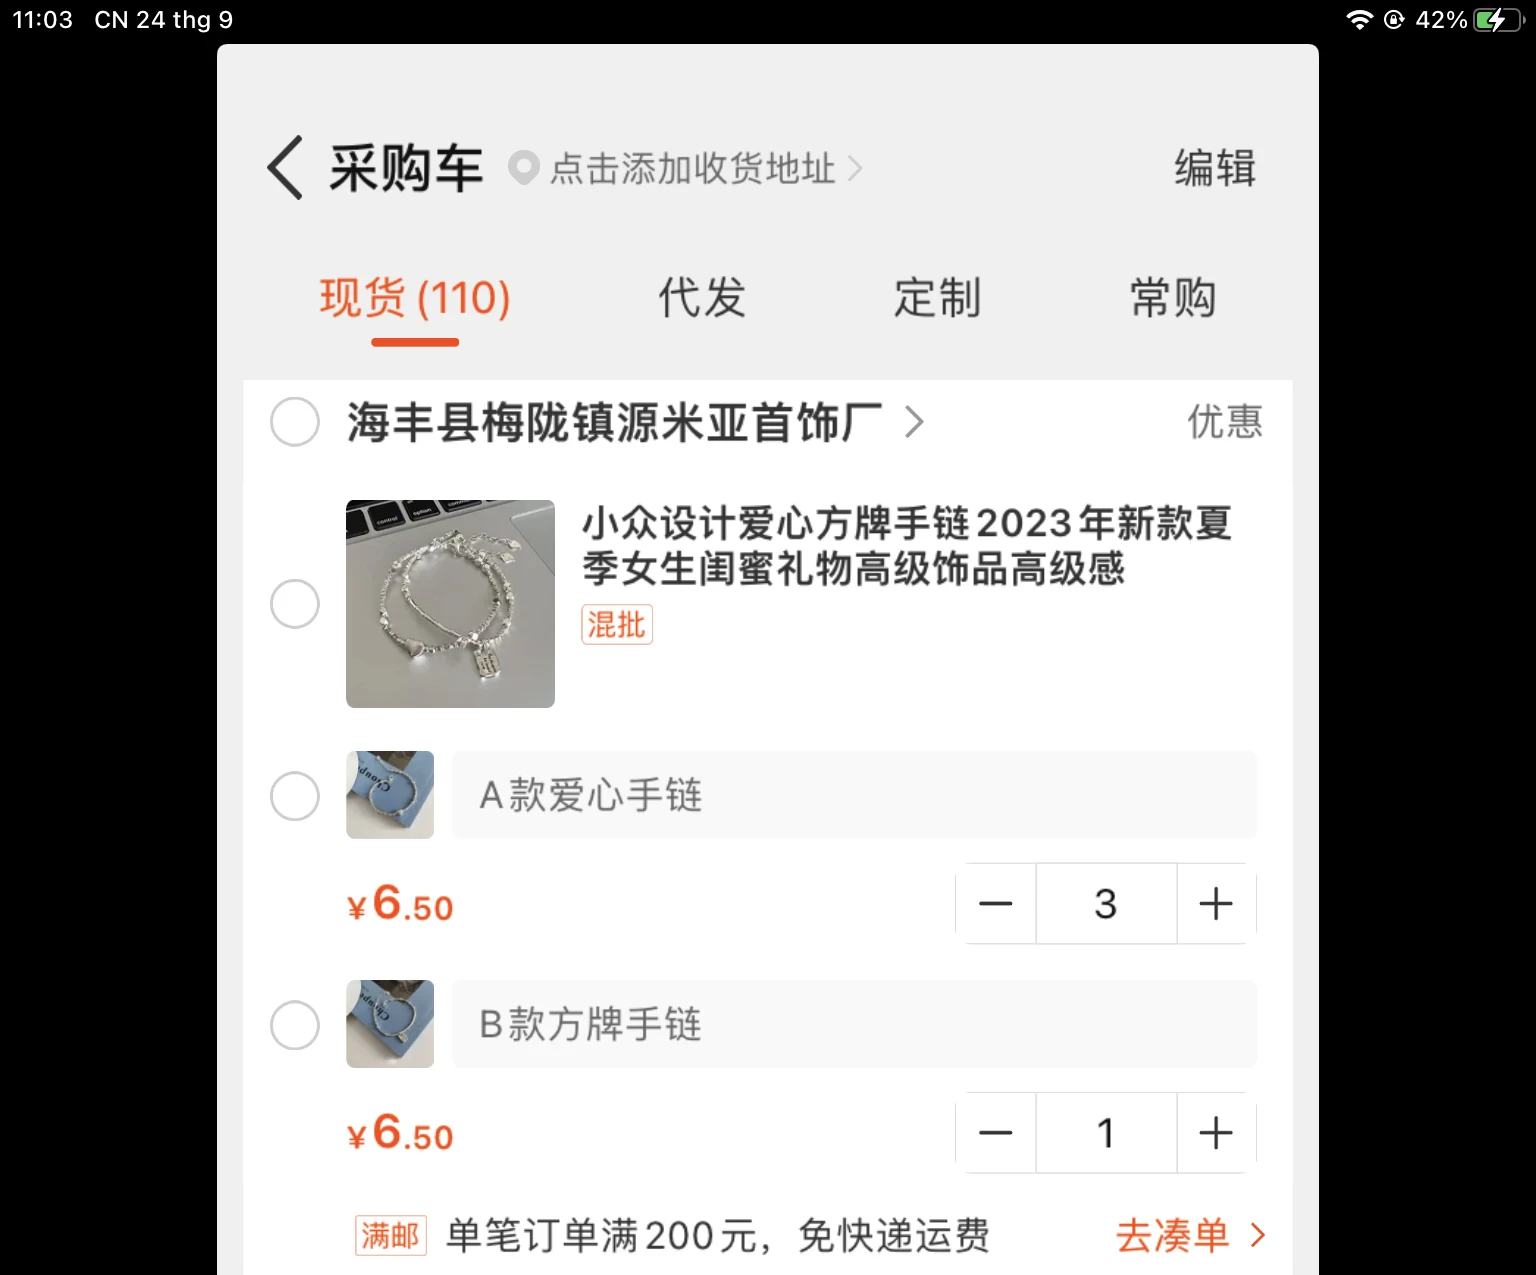 11:03 CN 24 thg 9 42%
采购车 点击添加收货地址 编辑
现货 (110) 代发 定制 常购
海丰县梅陇镇源米亚首饰厂 优惠
小众设计爱心方牌手链2023年新款夏
季女生闺蜜礼物高级饰品高级感
混批
control option
A款爱心手链
¥6.50 3
B款方牌手链
¥6.50 1
满邮 单笔订单满200元，免快递运费 去凑单